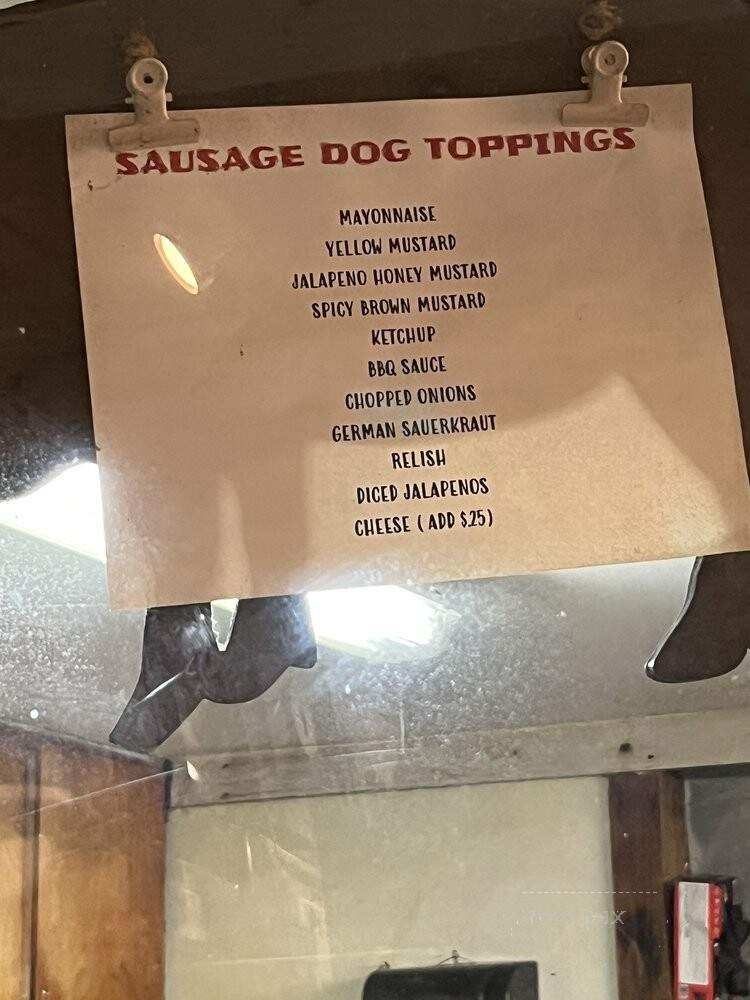 SAUSAGE DOG TOPPINGS
MAYONNAISE
YELLOW MUSTARD
JALAPENO HONEY MUSTARD
SPICY BROWN MUSTARD
KETCHUP
BBQ SAUCE
CHOPPED ONIONS
GERMAN SAUERKRAUT
RELISH
DICED JALAPENOS
CHEESE ( ADD $.25)